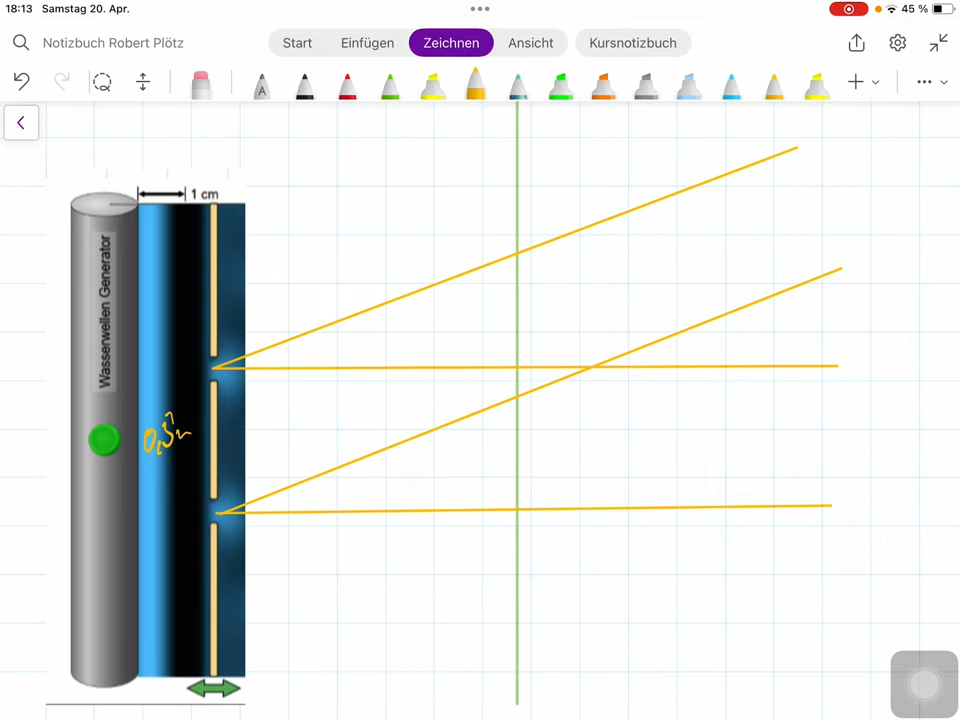 18:13 Samstag 20. Apr. 45 %
Notizbuch Robert Plötz Start Einfügen Zeichnen Ansicht Kursnotizbuch
A
1 cm
Wasserwellen Generator